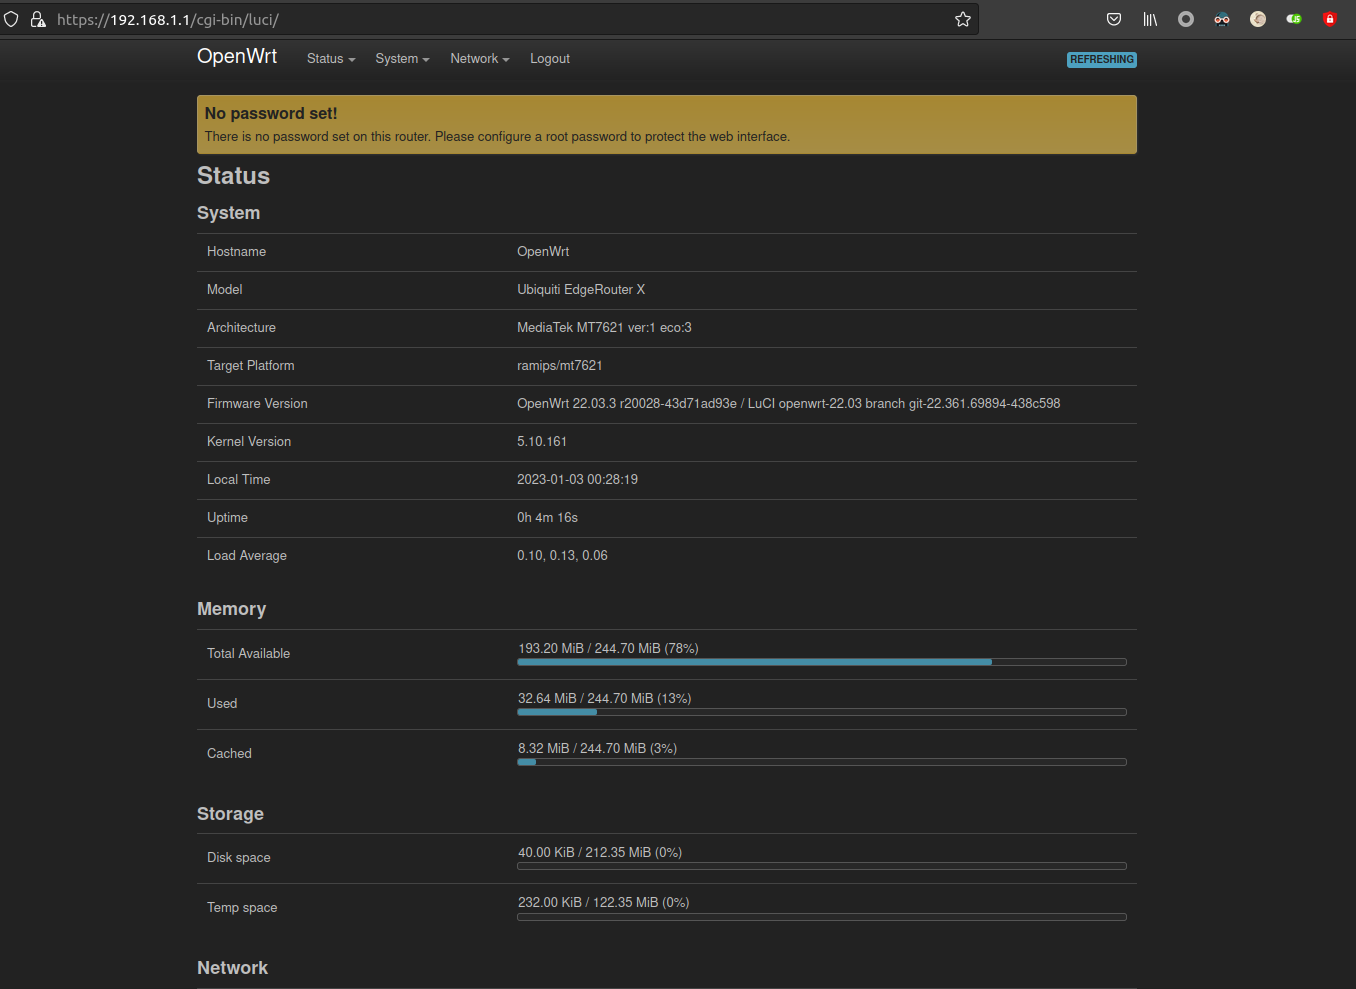 https://192.168.1.1/cgi-bin/luci/
OpenWrt Status System Network Logout REFRESHING
No password set!
There is no password set on this router. Please configure a root password to protect the web interface.
Status
System
Hostname OpenWrt
Model Ubiquiti EdgeRouter X
Architecture MediaTek MT7621 ver:1 eco:3
Target Platform ramips/mt7621
Firmware Version OpenWrt 22.03.3 r20028-43d71ad93e / LuCI openwrt-22.03 branch git-22.361.69894-438c598
Kernel Version 5.10.161
Local Time 2023-01-03 00:28:19
Uptime 0h 4m 16s
Load Average 0.10, 0.13, 0.06
Memory
Total Available 193.20 MiB / 244.70 MiB (78%)
Used 32.64 MiB / 244.70 MiB (13%)
Cached 8.32 MiB / 244.70 MiB (3%)
Storage
Disk space 40.00 KiB / 212.35 MiB (0%)
Temp space 232.00 KiB / 122.35 MiB (0%)
Network